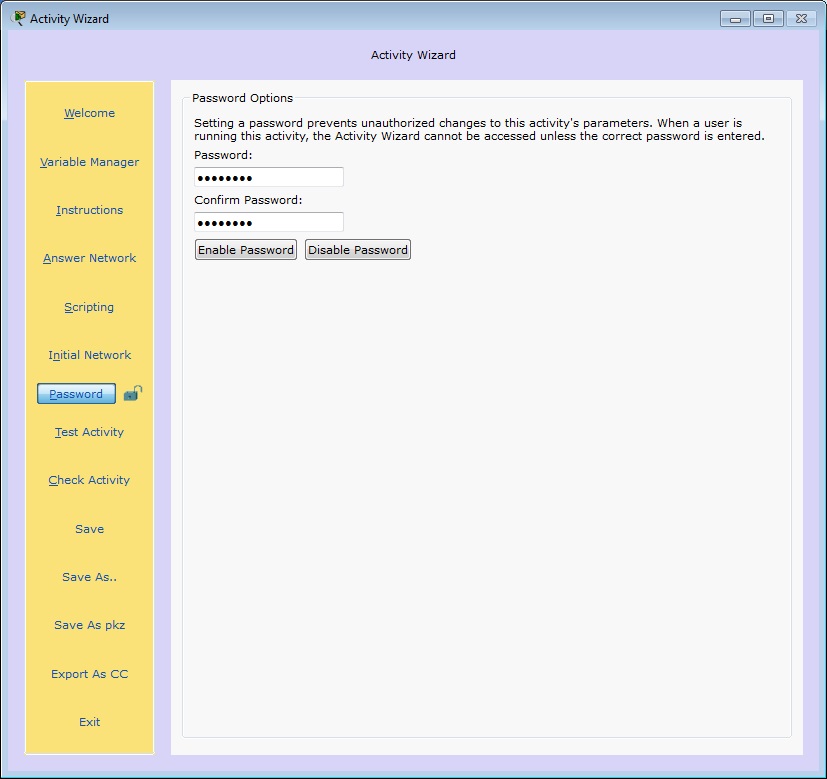 Activity Wizard
Activity Wizard
Welcome
Variable Manager
Instructions
Answer Network
Scripting
Initial Network
Password
Test Activity
Check Activity
Save
Save As..
Save As pkz
Export As CC
Exit
Password Options
Setting a password prevents unauthorized changes to this activity's parameters. When a user is
running this activity, the Activity Wizard cannot be accessed unless the correct password is entered.
Password:
●●●●●●●●
Confirm Password:
●●●●●●●●
Enable Password Disable Password